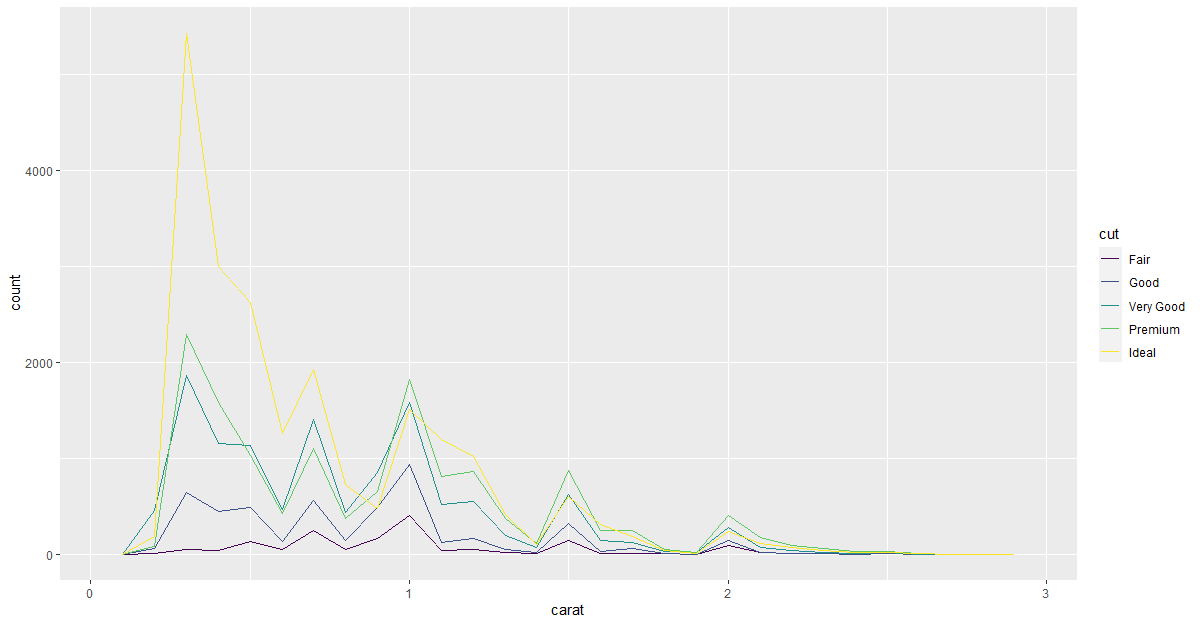 4000
2000
0
count
0 1 2 3
carat
cut
Fair
Good
Very Good
Premium
Ideal